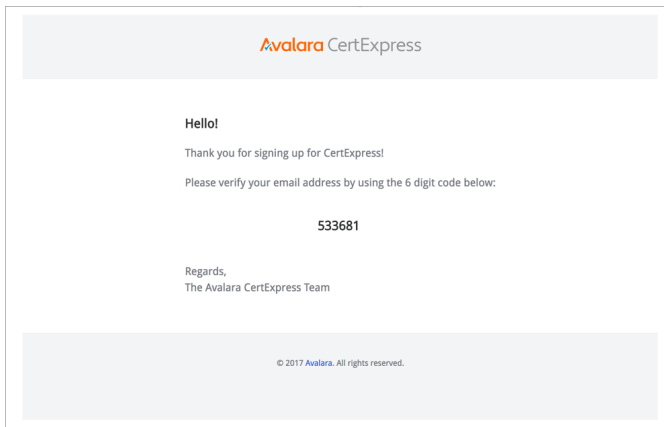 Avalara CertExpress
Hello!
Thank you for signing up for CertExpress!
Please verify your email address by using the 6 digit code below:
533681
Regards,
The Avalara CertExpress Team
© 2017 Avalara. All rights reserved.